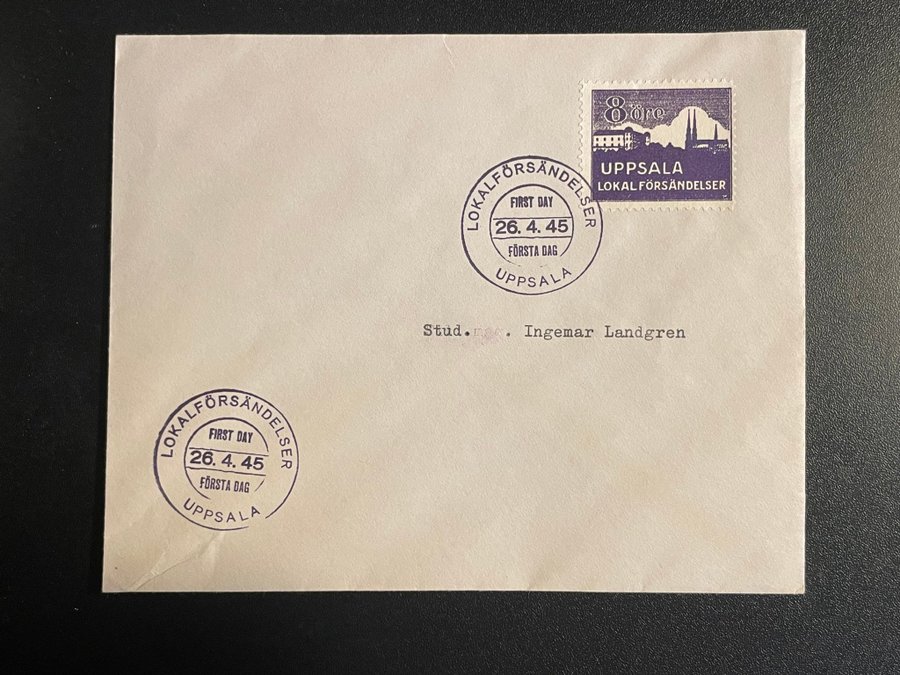 8 öre
UPPSALA
LOKALFÖRSÄNDELSER
LOKALFÖRSÄNDELSER
FIRST DAY
26. 4. 45
FÖRSTA DAG
UPPSALA
Stud. . Ingemar Landgren
LOKALFÖRSÄNDELSER
FIRST DAY
26. 4. 45
FÖRSTA DAG
UPPSALA